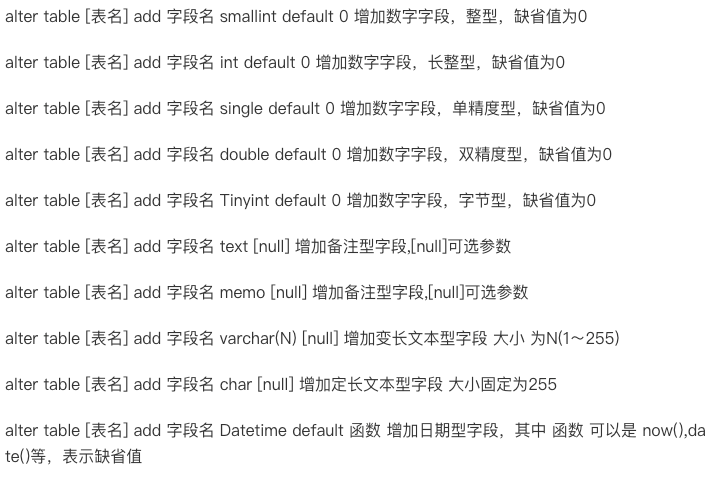 alter table [表名] add 字段名 smallint default 0 增加数字字段，整型，缺省值为0
alter table [表名] add 字段名 int default 0 增加数字字段，长整型，缺省值为0
alter table [表名] add 字段名 single default 0 增加数字字段，单精度型，缺省值为0
alter table [表名] add 字段名 double default 0 增加数字字段，双精度型，缺省值为0
alter table [表名] add 字段名 Tinyint default 0 增加数字字段，字节型，缺省值为0
alter table [表名] add 字段名 text [null] 增加备注型字段,[null]可选参数
alter table [表名] add 字段名 memo [null] 增加备注型字段,[null]可选参数
alter table [表名] add 字段名 varchar(N) [null] 增加变长文本型字段 大小 为N(1～255)
alter table [表名] add 字段名 char [null] 增加定长文本型字段 大小固定为255
alter table [表名] add 字段名 Datetime default 函数 增加日期型字段，其中 函数 可以是 now(),da
te()等，表示缺省值